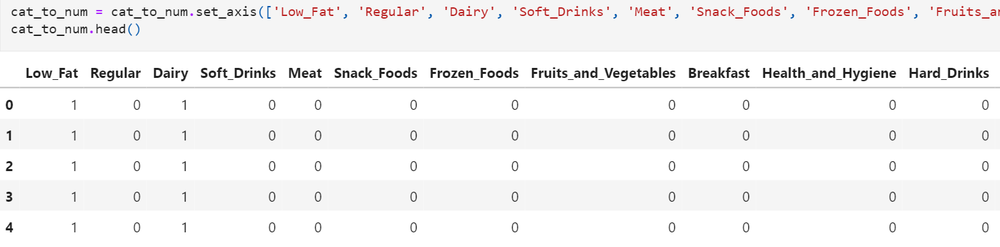 cat_to_num = cat_to_num.set_axis(['Low_Fat', 'Regular', 'Dairy', 'Soft_Drinks', 'Meat', 'Snack_Foods', 'Frozen_Foods',
cat_to_num.head()
Low_Fat Regular Dairy Soft_Drinks Meat Snack_Foods Frozen_Foods Fruits_and_Vegetables Breakfast Health_and_Hygiene Hard_Drinks
0 1 0 1 0 0 0 0 0 0 0 0
1 1 0 1 0 0 0 0 0 0 0 0
2 1 0 1 0 0 0 0 0 0 0 0
3 1 0 1 0 0 0 0 0 0 0 0
4 1 0 1 0 0 0 0 0 0 0 0